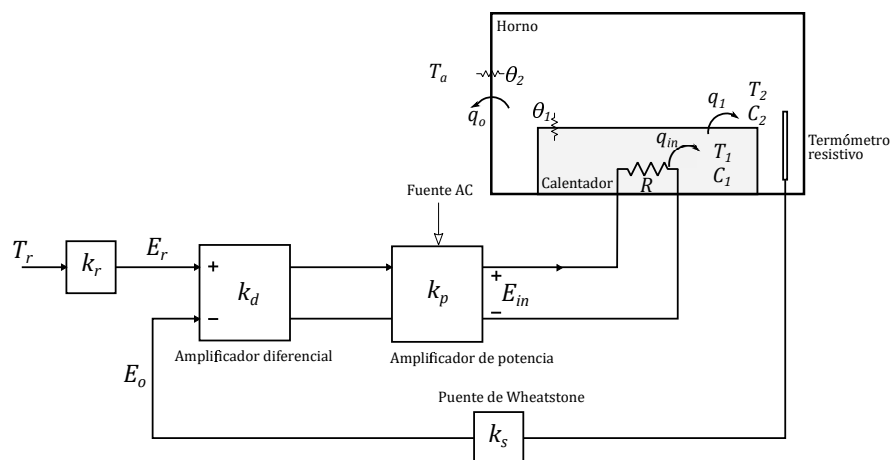 Horno
T_a
θ_2
q_o
θ_1
q_1
T_2
C_2
q_in
T_1
C_1
Termómetro
resistivo
Calentador
R
Fuente AC
T_r
k_r
E_r
+
−
k_d
k_p
+
E_in
−
Amplificador diferencial
Amplificador de potencia
E_o
Puente de Wheatstone
k_s